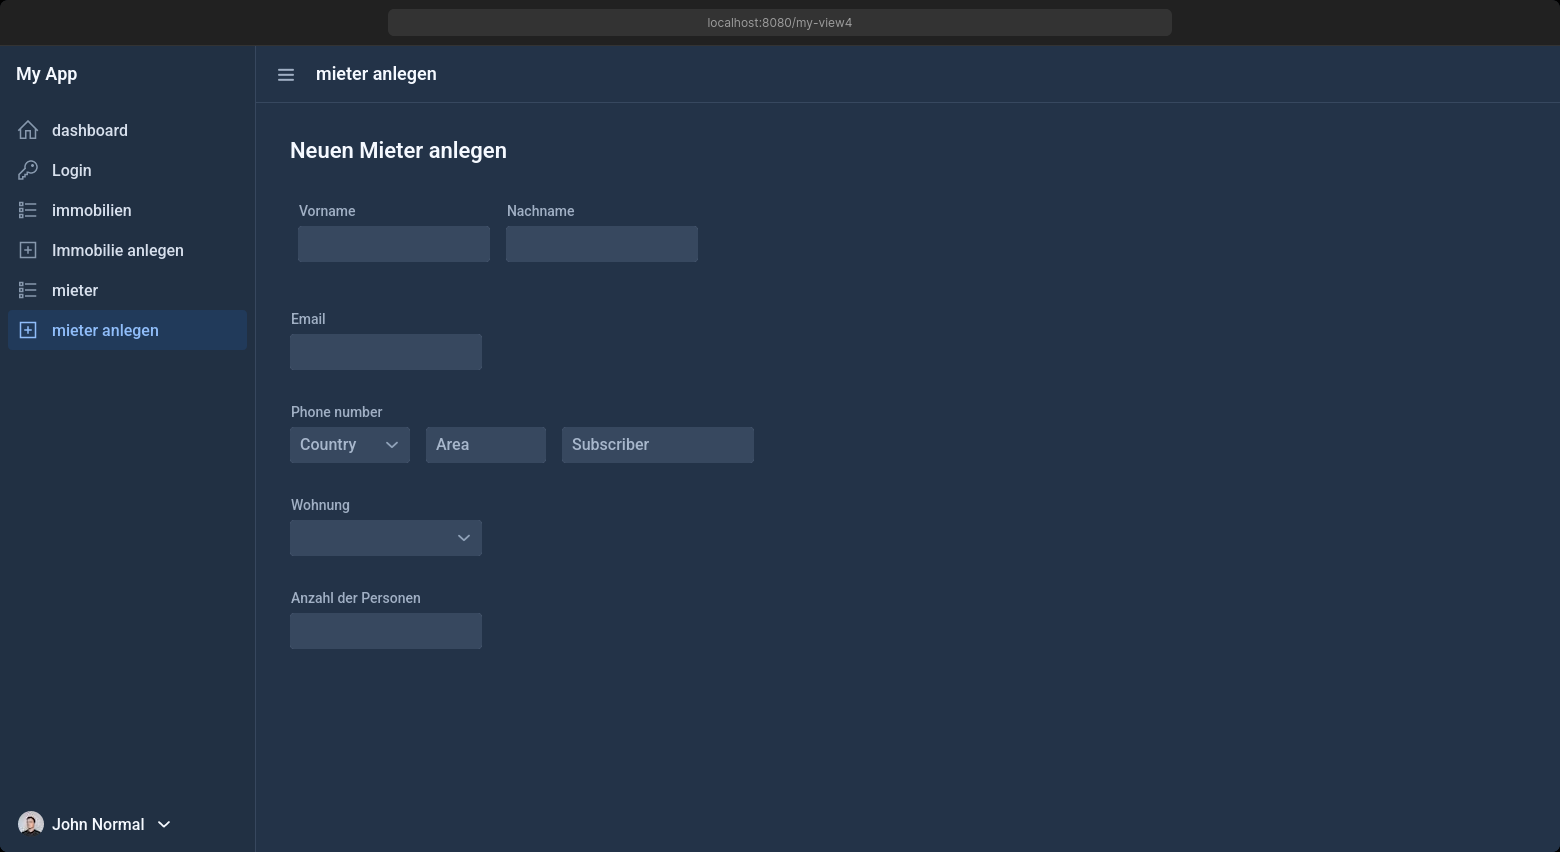 localhost:8080/my-view4
My App
mieter anlegen
dashboard
Login
immobilien
Immobilie anlegen
mieter
mieter anlegen
Neuen Mieter anlegen
Vorname Nachname
Email
Phone number
Country Area Subscriber
Wohnung
Anzahl der Personen
John Normal